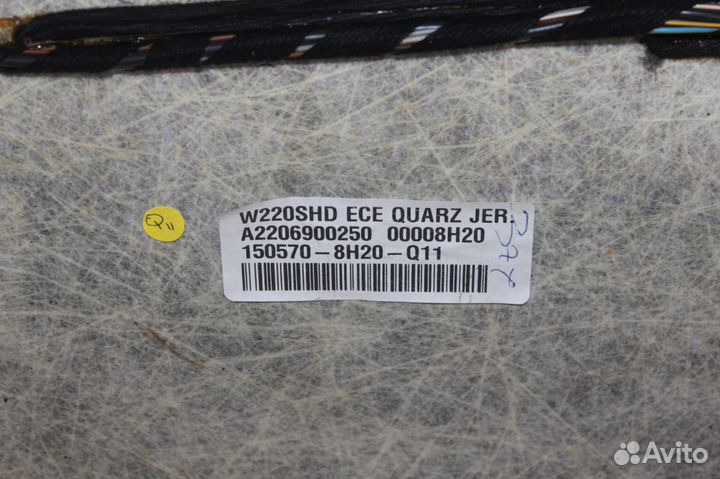 W220SHD ECE QUARZ JER.
A2206900250 00008H20
150570-8H20-Q11
Q11
Avito